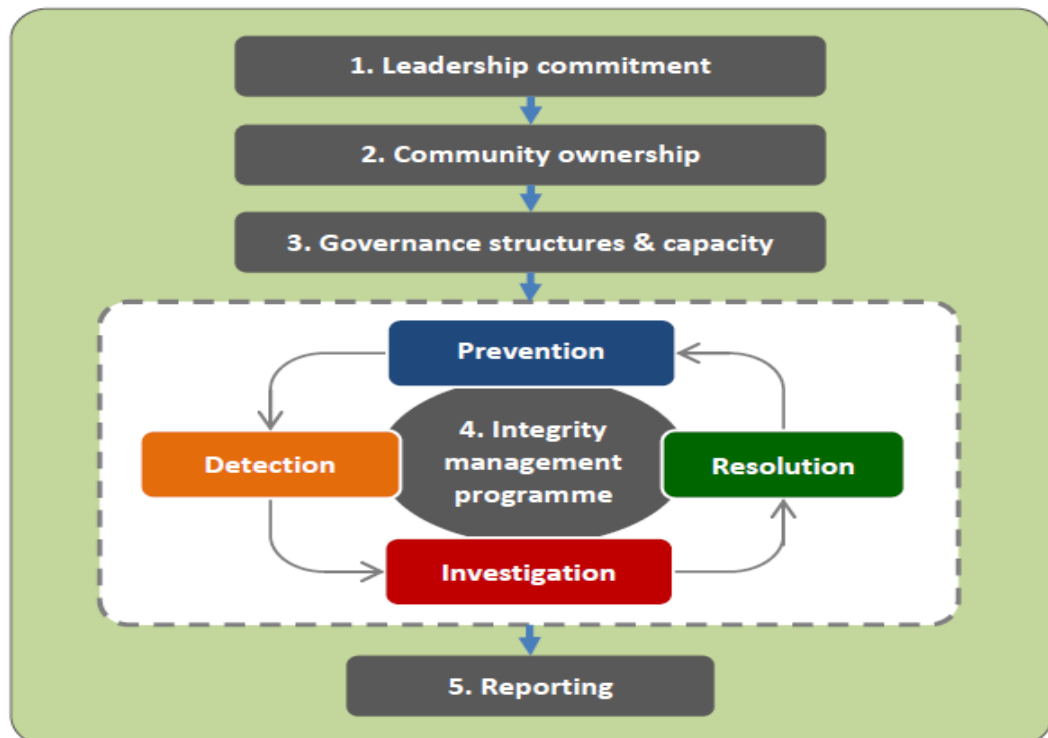 1. Leadership commitment
2. Community ownership
3. Governance structures & capacity
Prevention
4. Integrity
management
programme
Detection
Resolution
Investigation
5. Reporting